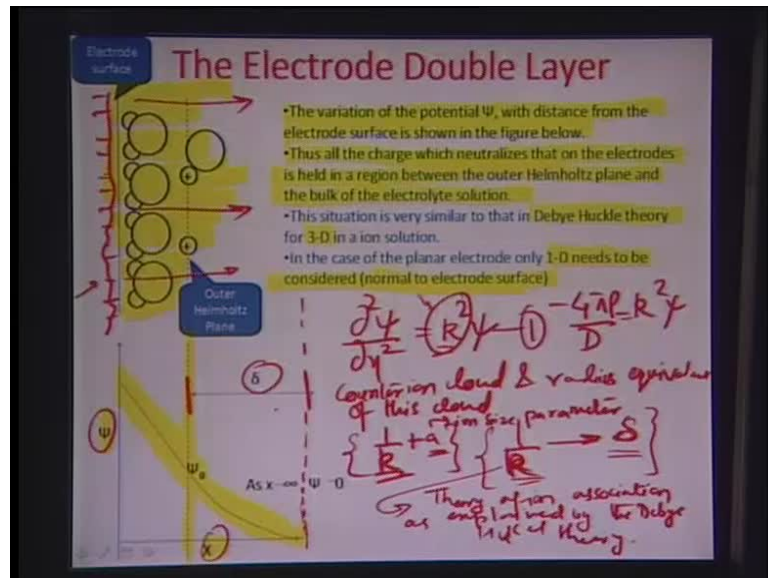 Electrode
surface
The Electrode Double Layer
•The variation of the potential Ψ, with distance from the
electrode surface is shown in the figure below.
•Thus all the charge which neutralizes that on the electrodes
is held in a region between the outer Helmholtz plane and
the bulk of the electrolyte solution.
•This situation is very similar to that in Debye Huckle theory
for 3-D in a ion solution.
•In the case of the planar electrode only 1-D needs to be
considered (normal to electrode surface)
Outer
Helmholtz
Plane
∂²ψ/∂y² = k²ψ — ① -4πρ/D = k²ψ
Counterion cloud & radius equivalent
of this cloud
→ ion size parameter
{1/k + a} {1/k → δ}
Theory of ion association
as explained by the Debye
Huckel theory.
δ
Ψ
Ψ₀
As x→∞ Ψ→0
x